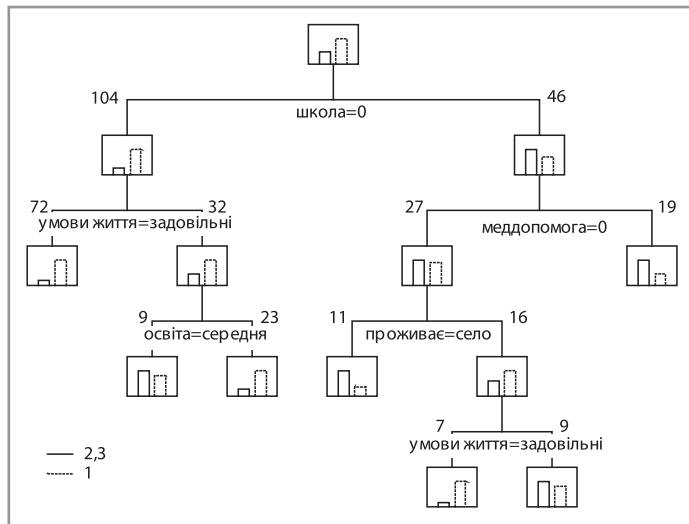 104 46
школа=0
72 32 27 19
умови життя=задовільні меддопомога=0
9 23 11 16
освіта=середня проживає=село
7 9
умови життя=задовільні
2,3
1